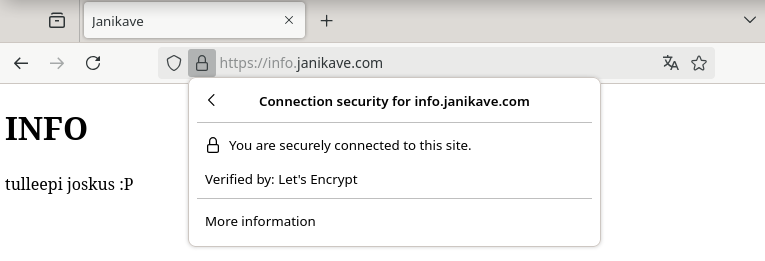 Janikave
https://info.janikave.com
Connection security for info.janikave.com
INFO
You are securely connected to this site.
tulleepi joskus :P
Verified by: Let's Encrypt
More information